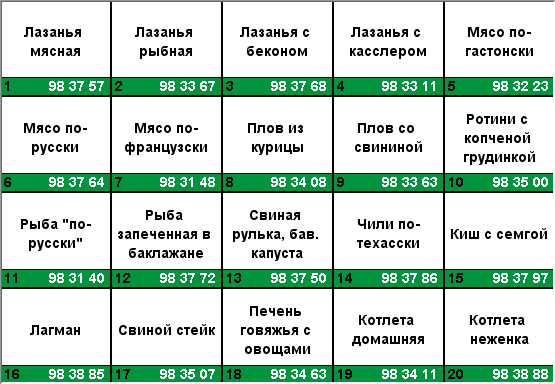 Лазанья мясная
1 98 37 57
Лазанья рыбная
2 98 33 67
Лазанья с беконом
3 98 37 68
Лазанья с касслером
4 98 33 11
Мясо по-гастонски
5 98 32 23
Мясо по-русски
6 98 37 64
Мясо по-французски
7 98 31 48
Плов из курицы
8 98 34 08
Плов со свининой
9 98 33 63
Ротини с копченой грудинкой
10 98 35 00
Рыба "по-русски"
11 98 31 40
Рыба запеченная в баклажане
12 98 37 72
Свиная рулька, бав. капуста
13 98 37 50
Чили по-техасски
14 98 37 86
Киш с семгой
15 98 37 97
Лагман
16 98 38 85
Свиной стейк
17 98 35 07
Печень говяжья с овощами
18 98 34 63
Котлета домашняя
19 98 34 11
Котлета неженка
20 98 38 88